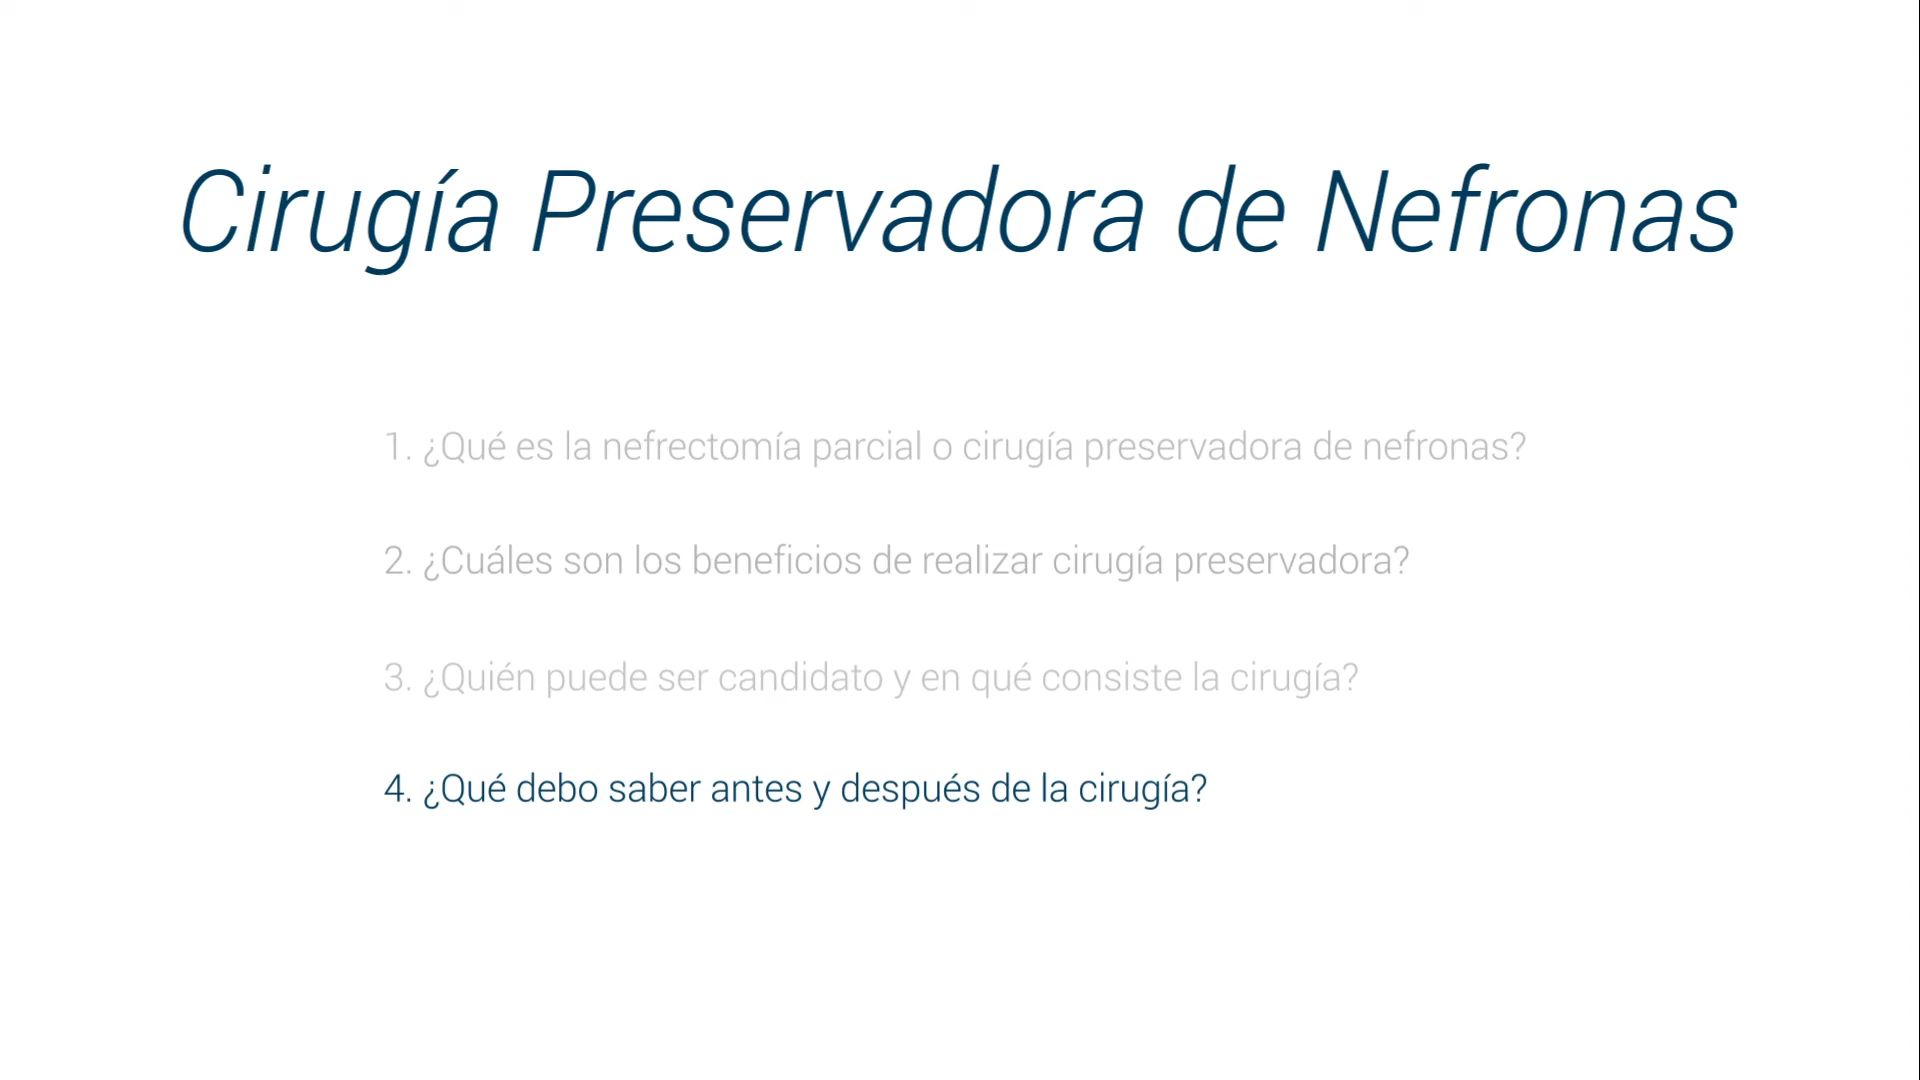 Cirugía Preservadora de Nefronas
1. ¿Qué es la nefrectomía parcial o cirugía preservadora de nefronas?
2. ¿Cuáles son los beneficios de realizar cirugía preservadora?
3. ¿Quién puede ser candidato y en qué consiste la cirugía?
4. ¿Qué debo saber antes y después de la cirugía?